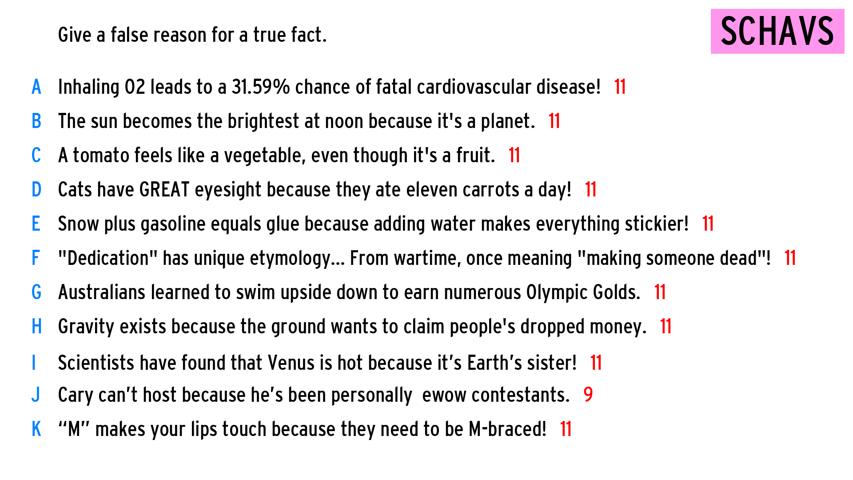 Give a false reason for a true fact.
SCHAVS
A Inhaling O2 leads to a 31.59% chance of fatal cardiovascular disease! 11
B The sun becomes the brightest at noon because it's a planet. 11
C A tomato feels like a vegetable, even though it's a fruit. 11
D Cats have GREAT eyesight because they ate eleven carrots a day! 11
E Snow plus gasoline equals glue because adding water makes everything stickier! 11
F "Dedication" has unique etymology... From wartime, once meaning "making someone dead"! 11
G Australians learned to swim upside down to earn numerous Olympic Golds. 11
H Gravity exists because the ground wants to claim people's dropped money. 11
I Scientists have found that Venus is hot because it’s Earth’s sister! 11
J Cary can’t host because he’s been personally  ewow contestants. 9
K “M” makes your lips touch because they need to be M-braced! 11